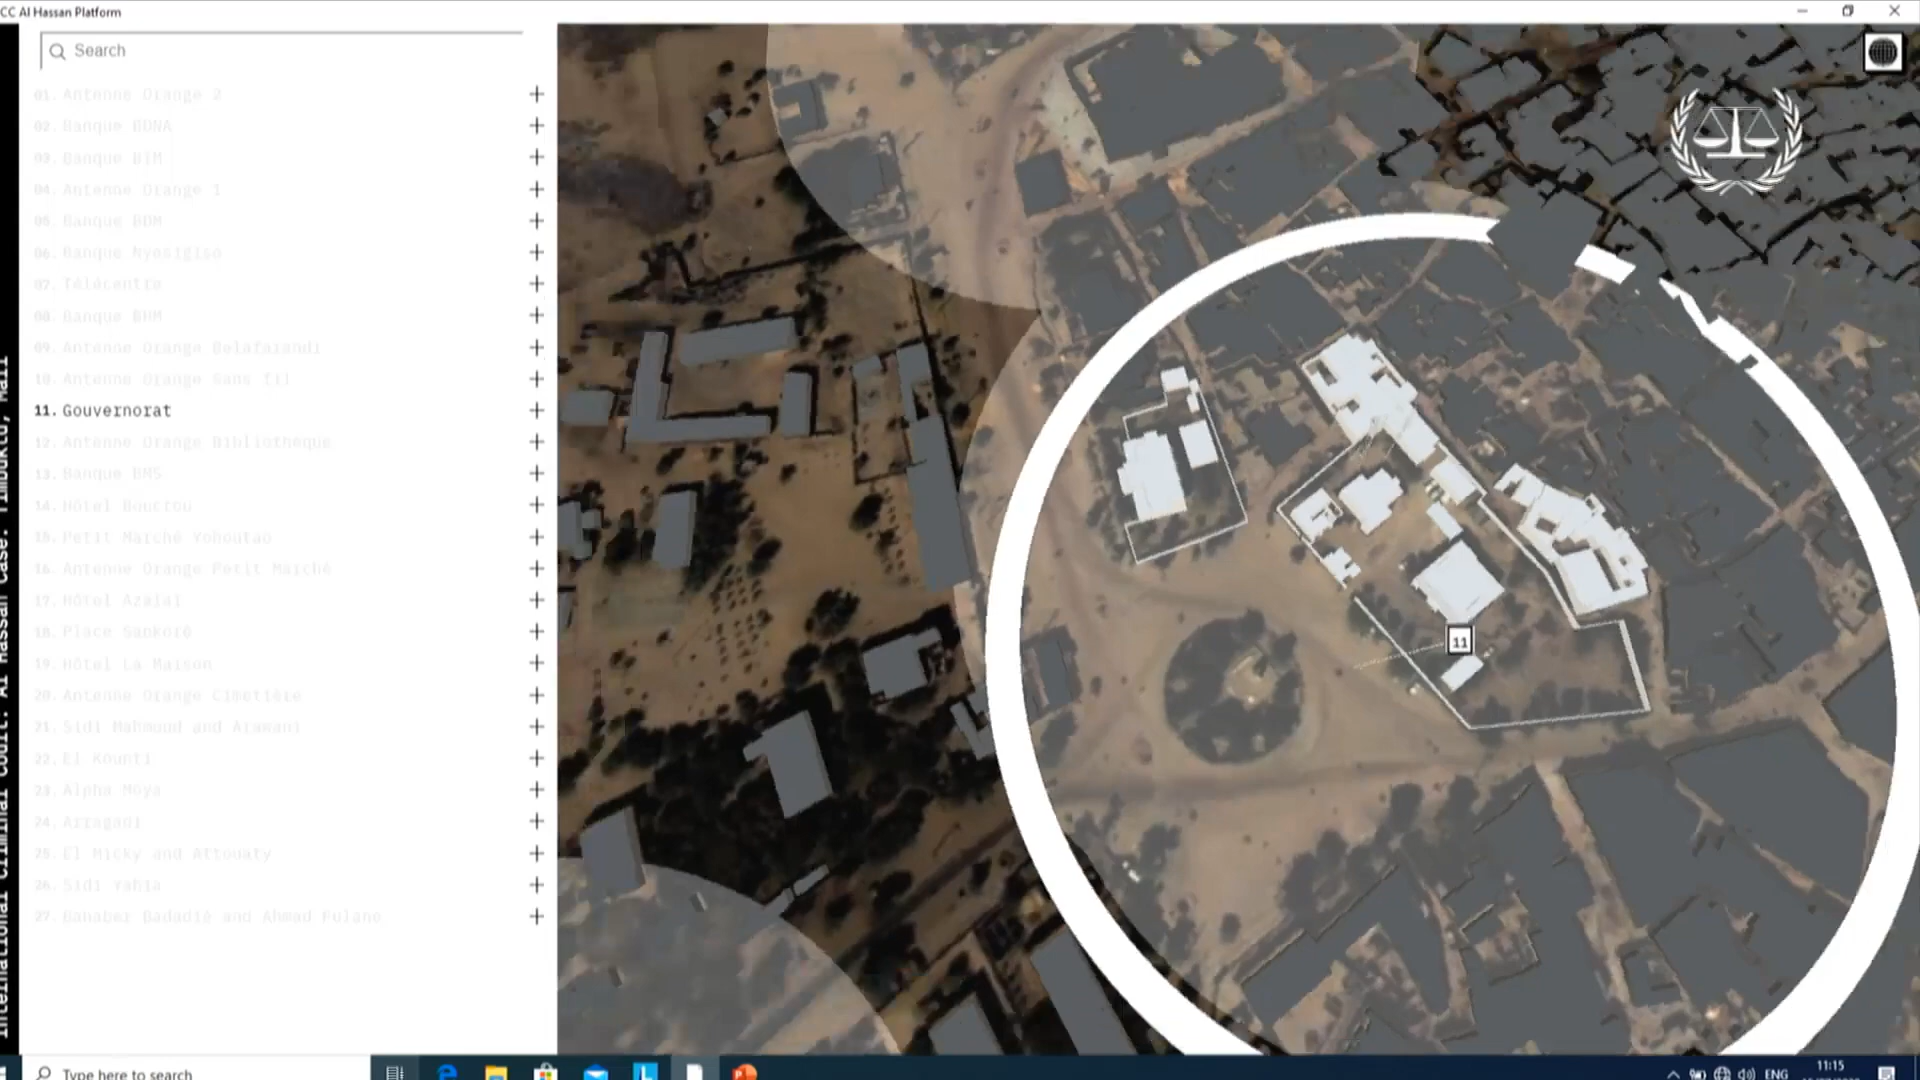 CC Al Hassan Platform
Search
01. Antenne Orange 2
02. Banque BDNA
03. Banque BIM
04. Antenne Orange 1
05. Banque BDM
06. Banque Nyesigiso
07. Télécentre
08. Banque BHM
09. Antenne Orange Belafarandi
10. Antenne Orange Sans fil
11. Gouvernorat
12. Antenne Orange Bibliothèque
13. Banque BMS
14. Hôtel Bouctou
15. Petit Marché Yoboutao
16. Antenne Orange Petit Marché
17. Hôtel Azalaï
18. Place Sankoré
19. Hôtel La Maison
20. Antenne Orange Cimetière
21. Sidi Mahmoud and Arawani
22. El Kounti
23. Alpha Moya
24.
25. El Micky and Attouaty
26. Sidi Yahia
27. Bahaber Babadié and Ahmad Fulane
International Criminal Court. Al Hassan Case. Timbuktu, Mali
11
Type here to search
ENG
11:15